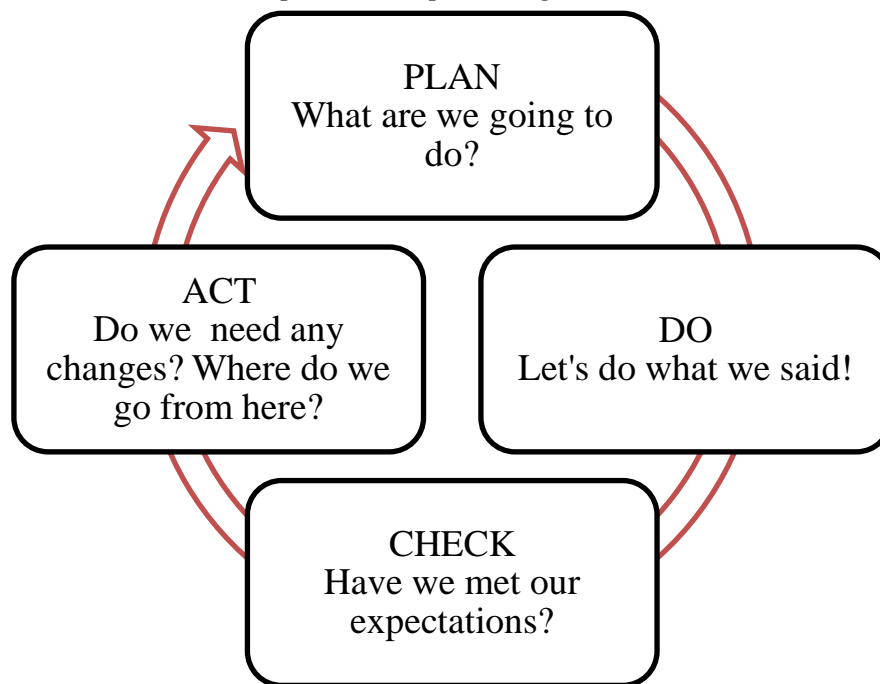 PLAN
What are we going to
do?
DO
Let's do what we said!
CHECK
Have we met our
expectations?
ACT
Do we  need any
changes? Where do we
go from here?